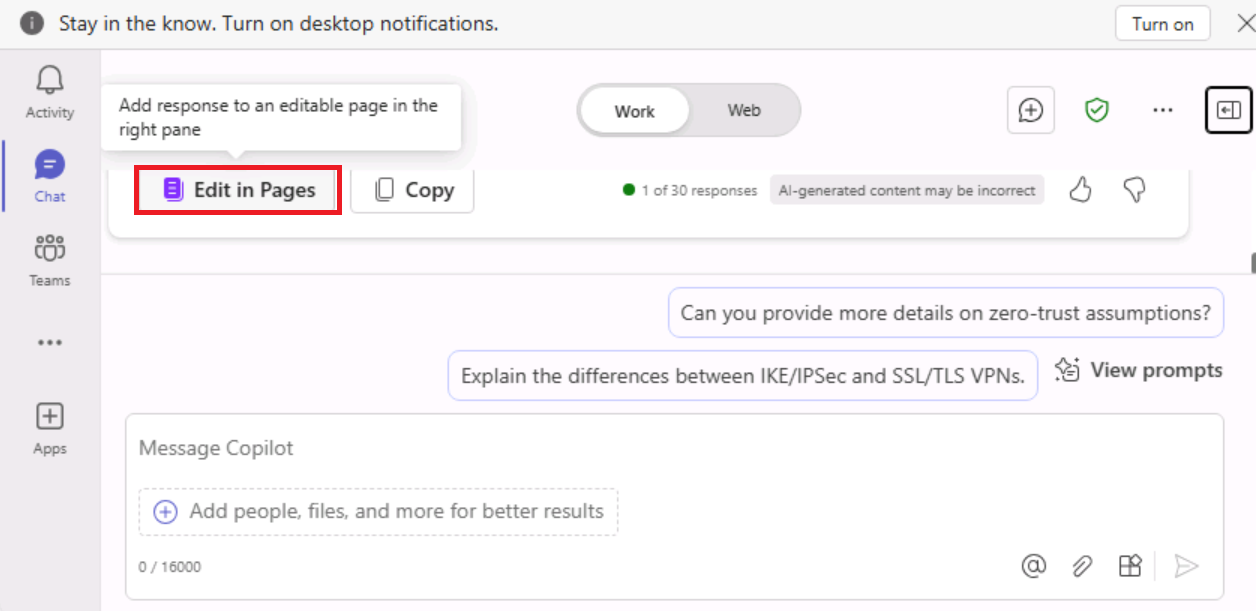 Stay in the know. Turn on desktop notifications.
Turn on
Activity
Chat
Teams
Apps
Add response to an editable page in the
right pane
Work
Web
Edit in Pages
Copy
1 of 30 responses
AI-generated content may be incorrect
Can you provide more details on zero-trust assumptions?
Explain the differences between IKE/IPSec and SSL/TLS VPNs.
View prompts
Message Copilot
Add people, files, and more for better results
0 / 16000